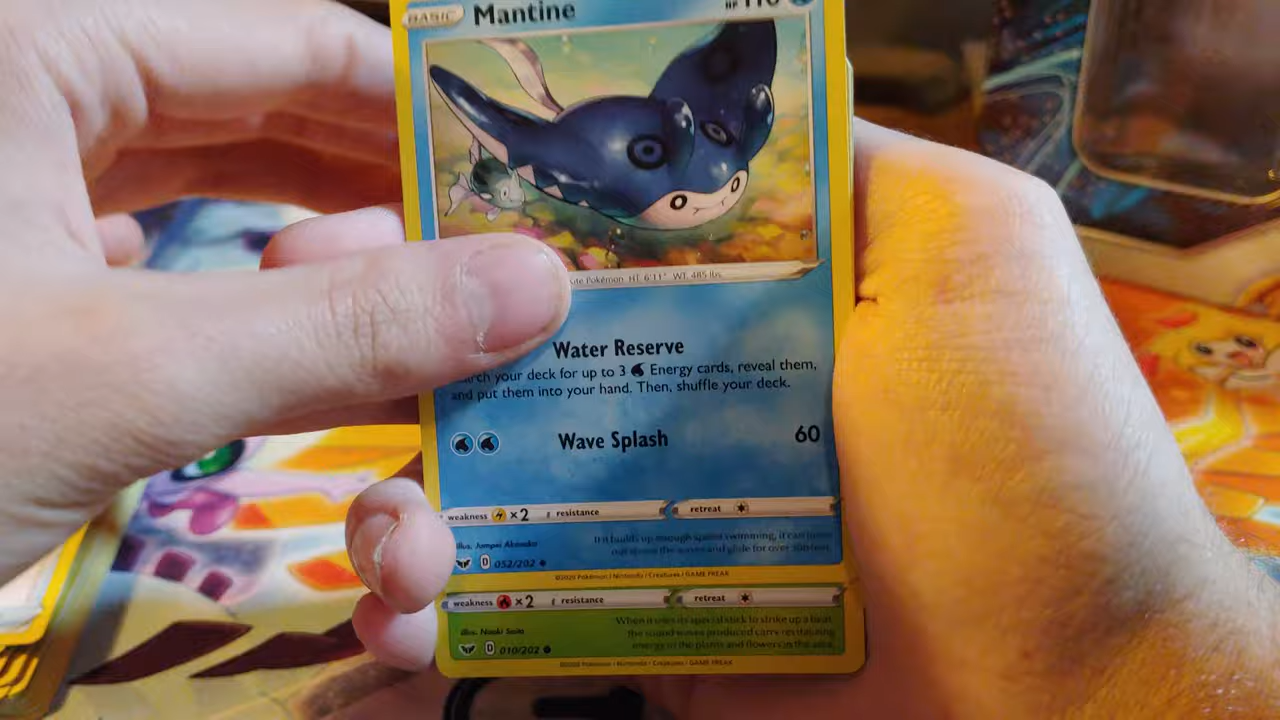 BASIC Mantine HP 110
Pokémon HT. 6'11" WT. 485 lbs.
Water Reserve
your deck for up to 3 Energy cards, reveal them,
and put them into your hand. Then, shuffle your deck.
Wave Splash 60
weakness ×2 resistance retreat
If it builds up enough speed swimming, it can jump
out above the waves and glide for over 300 feet.
Illus.
D 052/202
©2020 Pokémon / Nintendo / Creatures / GAME FREAK
weakness ×2 resistance retreat
When it uses its special stick to strike up a beat,
the sound waves produced carry revitalizing
energy to the plants and flowers in the area.
Illus. Naoki Saito
D 010/202
©2020 Pokémon / Nintendo / Creatures / GAME FREAK